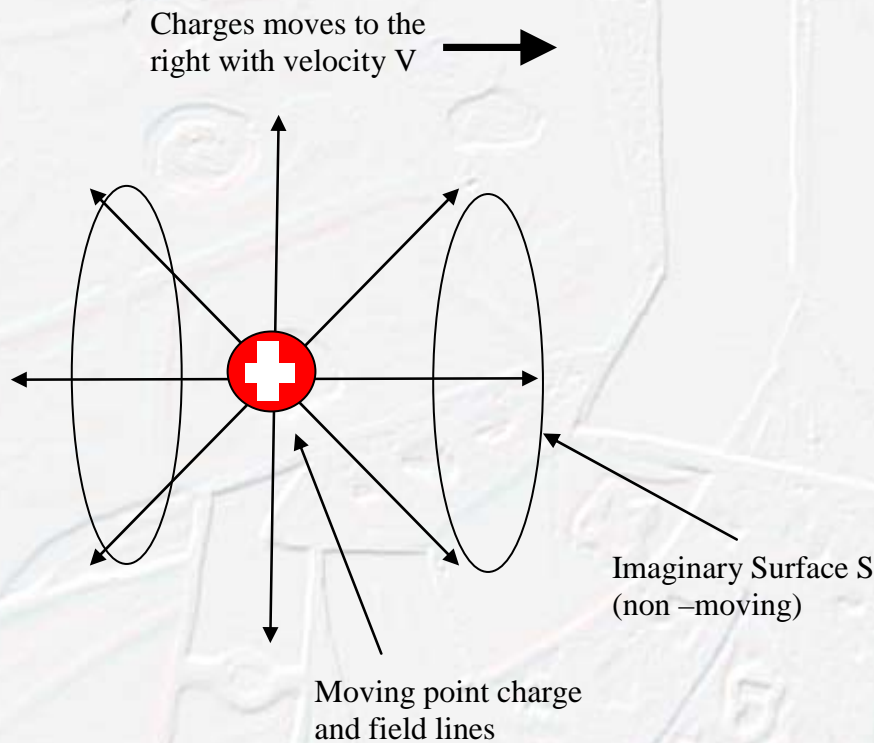 Charges moves to the
right with velocity V
Imaginary Surface S
(non –moving)
Moving point charge
and field lines